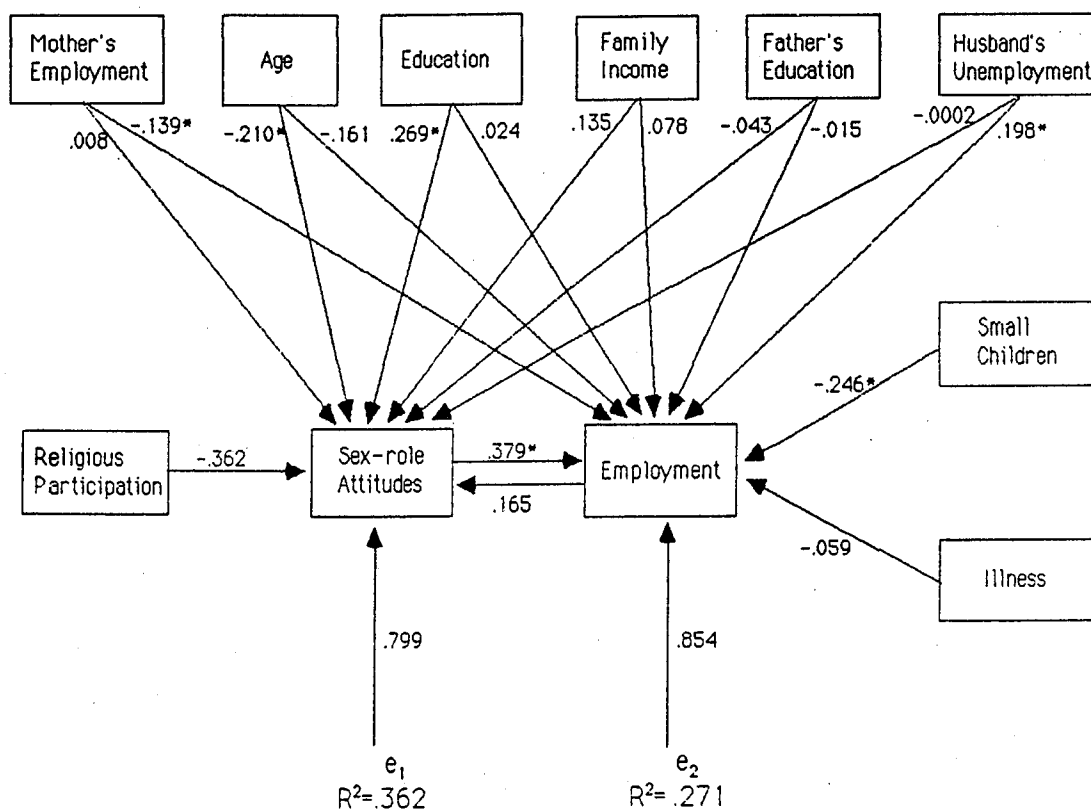 Mother's
Employment
Age
Education
Family
Income
Father's
Education
Husband's
Unemployment
.008
-.139*
-.210*
-.161
.269*
.024
.135
.078
-.043
-.015
-.0002
.198*
Small
Children
-.246*
Religious
Participation
-.362
Sex-role
Attitudes
.379*
.165
Employment
-.059
Illness
.799
.854
e₁
R²=.362
e₂
R²=.271